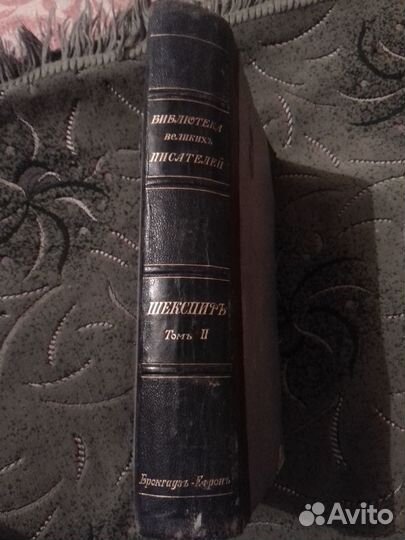 БИБЛІОТЕКА
ВЕЛИКИХЪ
ПИСАТЕЛЕЙ
ШЕКСПИРЪ
Томъ II
Брокгаузъ-Ефронъ
Avito